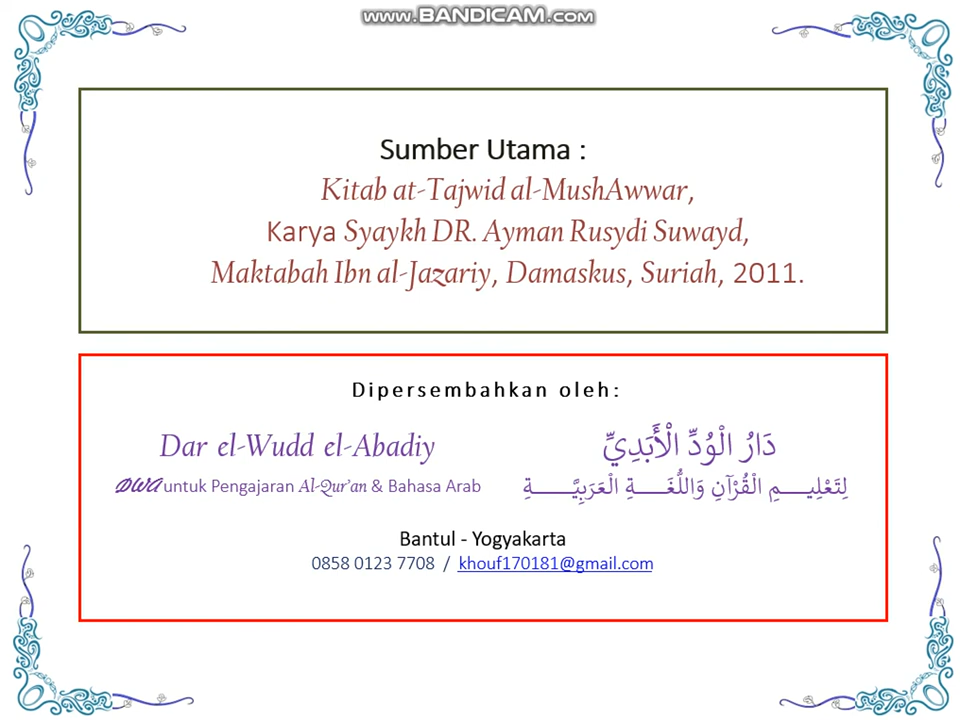 www.BANDICAM.com
Sumber Utama :
Kitab at-Tajwid al-MushAwwar,
Karya Syaykh DR. Ayman Rusydi Suwayd,
Maktabah Ibn al-Jazariy, Damaskus, Suriah, 2011.
Dipersembahkan oleh:
Dar el-Wudd el-Abadiy
دَارُ الْوُدِّ الْأَبَدِيِّ
DWA untuk Pengajaran Al-Qur'an & Bahasa Arab
لِتَعْلِيـــمِ الْقُرْآنِ وَاللُّغَـــةِ الْعَرَبِيَّـــــةِ
Bantul - Yogyakarta
0858 0123 7708 / khouf170181@gmail.com